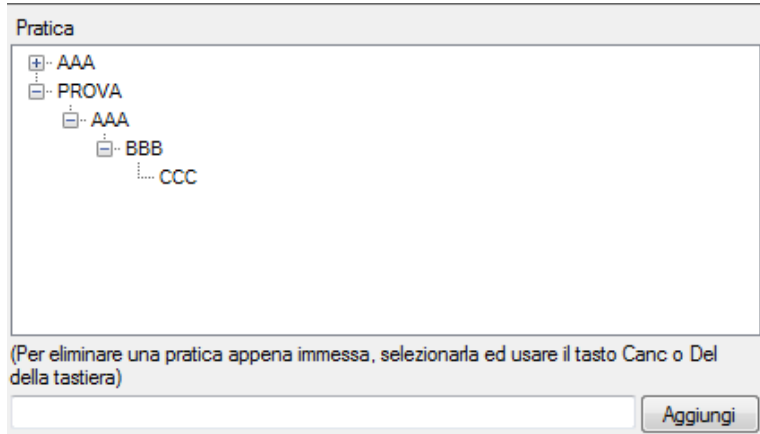 Pratica
AAA
PROVA
AAA
BBB
CCC
(Per eliminare una pratica appena immessa, selezionarla ed usare il tasto Canc o Del
della tastiera)
Aggiungi